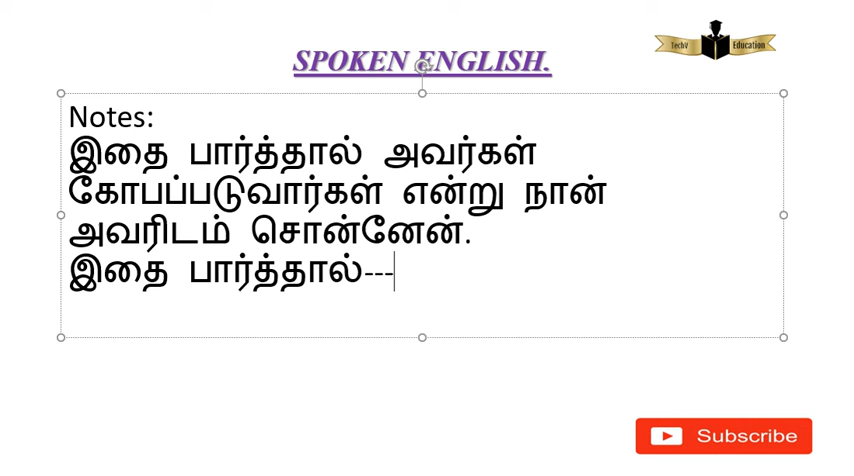 TechV Education
SPOKEN ENGLISH.
Notes:
இதை பார்த்தால் அவர்கள்
கோபப்படுவார்கள் என்று நான்
அவரிடம் சொன்னேன்.
இதை பார்த்தால்---
Subscribe